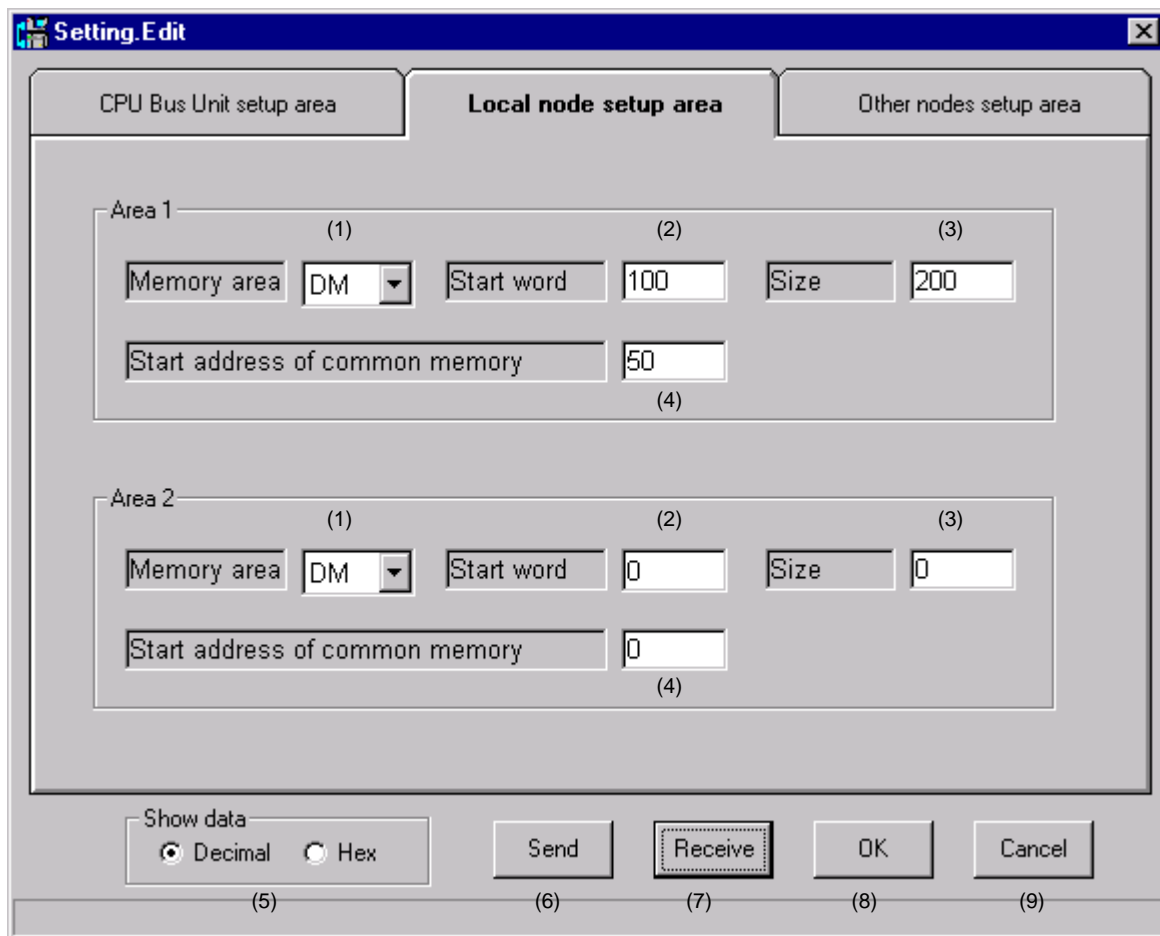 Setting.Edit
CPU Bus Unit setup area Local node setup area Other nodes setup area
Area 1
(1) (2) (3)
Memory area DM Start word 100 Size 200
Start address of common memory 50
(4)
Area 2
(1) (2) (3)
Memory area DM Start word 0 Size 0
Start address of common memory 0
(4)
Show data
Decimal Hex Send Receive OK Cancel
(5) (6) (7) (8) (9)